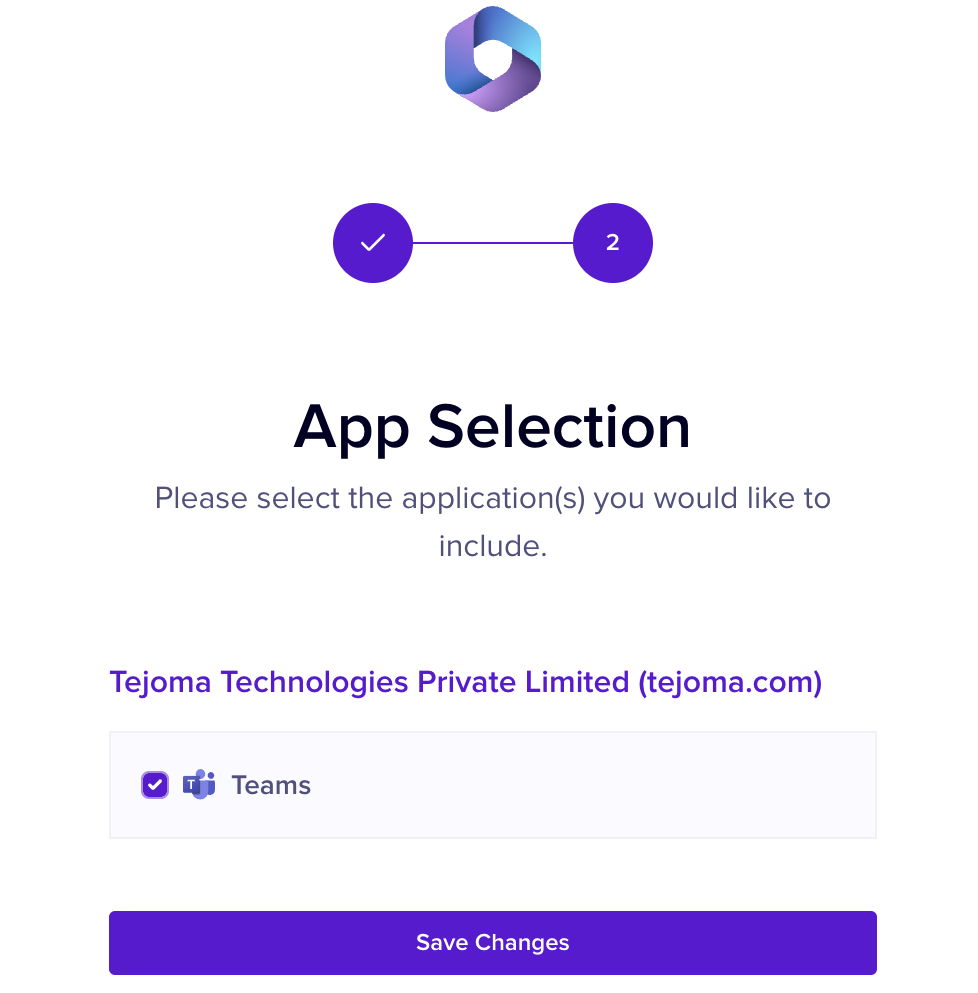 2
App Selection
Please select the application(s) you would like to
include.
Tejoma Technologies Private Limited (tejoma.com)
T Teams
Save Changes